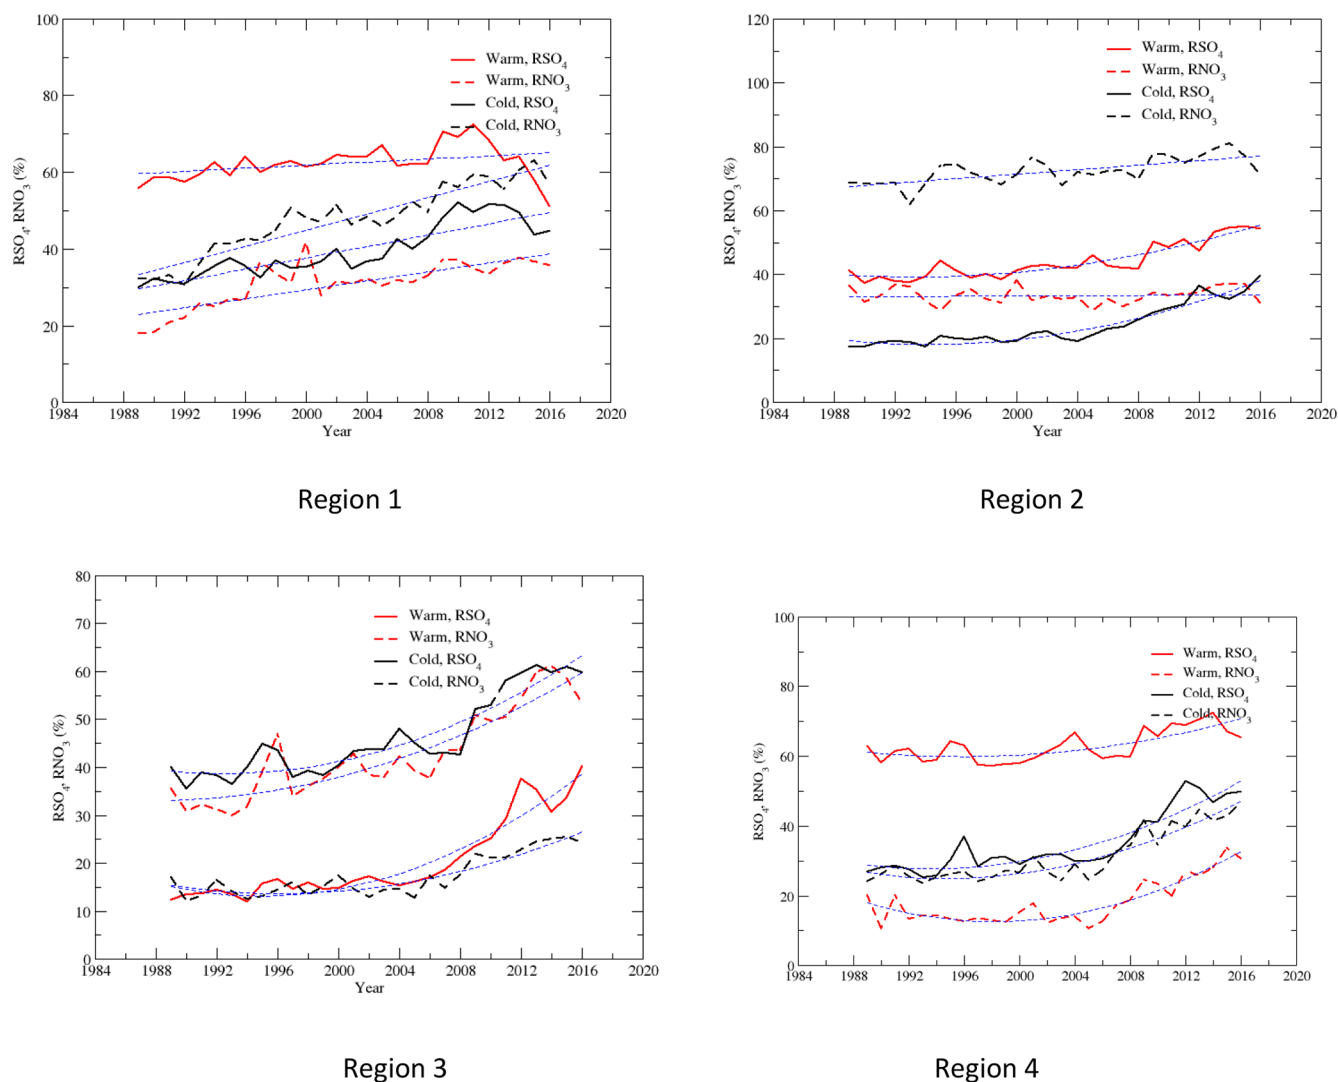 100
80
60
40
20
0
RSO4, RNO3 (%)
Warm, RSO4
Warm, RNO3
Cold, RSO4
Cold, RNO3
1984 1988 1992 1996 2000 2004 2008 2012 2016 2020
Year
Region 1
120
100
80
60
40
20
0
RSO4, RNO3 (%)
Warm, RSO4
Warm, RNO3
Cold, RSO4
Cold, RNO3
1984 1988 1992 1996 2000 2004 2008 2012 2016 2020
Year
Region 2
80
70
60
50
40
30
20
10
0
RSO4, RNO3 (%)
Warm, RSO4
Warm, RNO3
Cold, RSO4
Cold, RNO3
1984 1988 1992 1996 2000 2004 2008 2012 2016 2020
Year
Region 3
100
80
60
40
20
0
RSO4, RNO3 (%)
Warm, RSO4
Warm, RNO3
Cold, RSO4
Cold, RNO3
1984 1988 1992 1996 2000 2004 2008 2012 2016 2020
Region 4